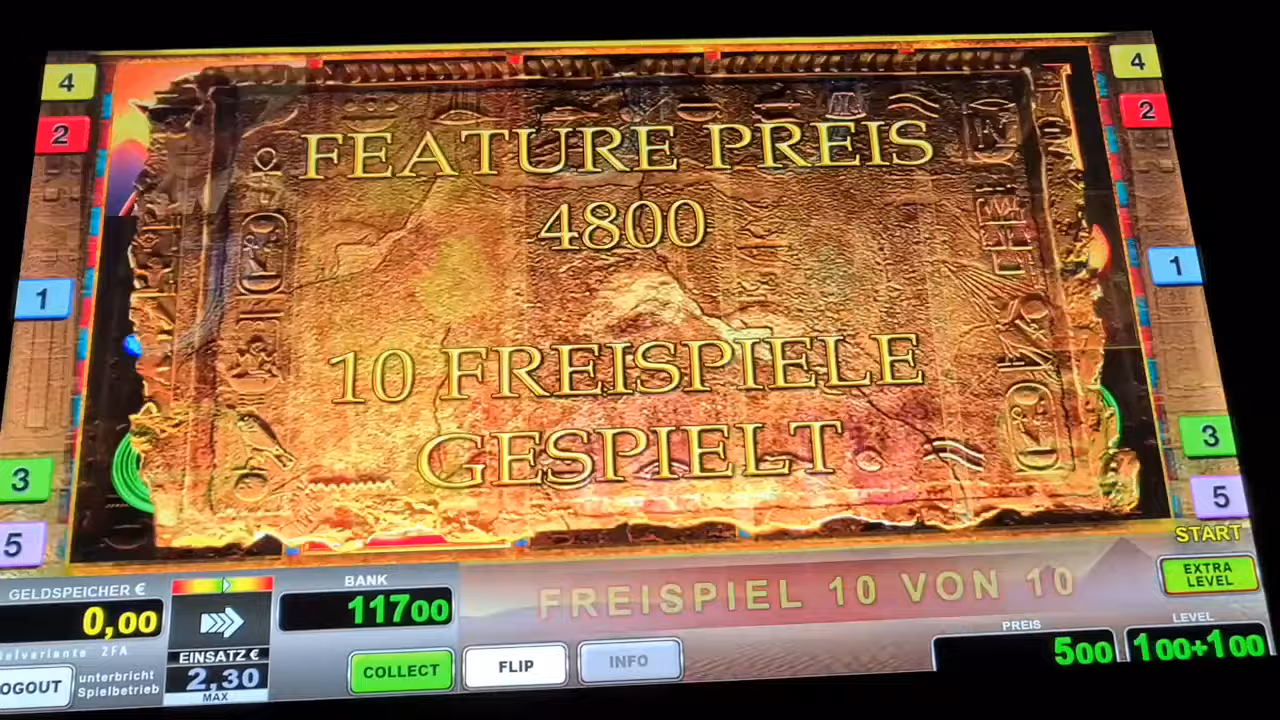 FEATURE PREIS
4800
10 FREISPIELE
GESPIELT
4
2
1
3
5
4
2
1
3
5
START
EXTRA
LEVEL
GELDSPEICHER €
0,00
2FA
OGOUT
unterbricht
Spielbetrieb
EINSATZ €
2,30
MAX
BANK
11700
COLLECT
FLIP
INFO
FREISPIEL 10 VON 10
PREIS
500
LEVEL
100+100